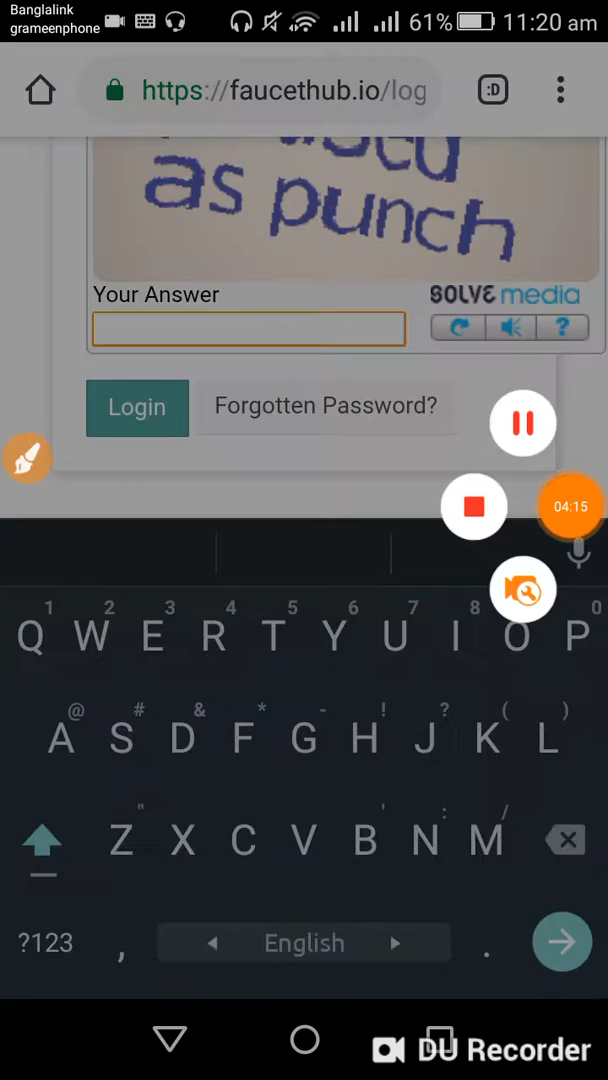 Banglalink
grameenphone
61%
11:20 am
https://faucethub.io/log
:D
as punch
Your Answer
SOLVE media
?
Login
Forgotten Password?
04:15
1 2 3 4 5 6 7 8 0
Q W E R T Y U I O P
@ # & * - ! ? ( )
A S D F G H J K L
" ' : /
Z X C V B N M
?123 , English .
DU Recorder